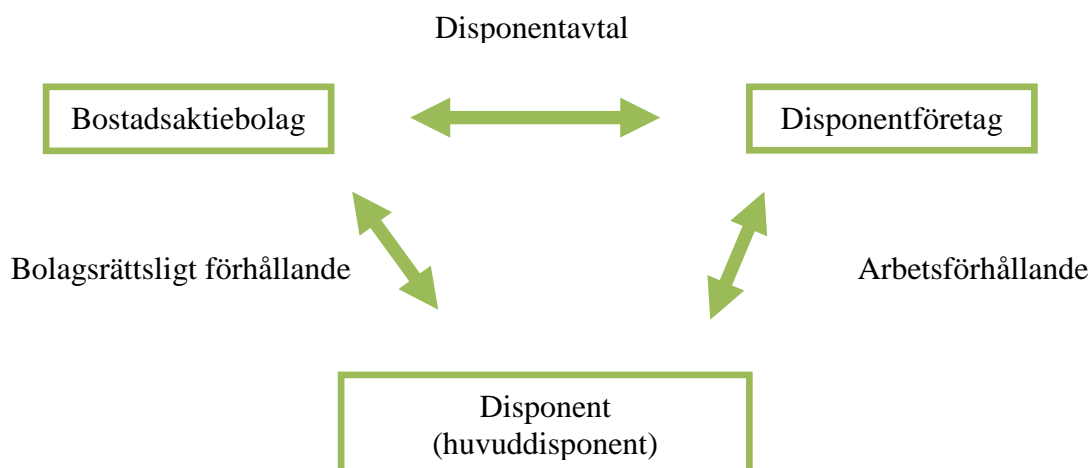 Disponentavtal
Bostadsaktiebolag
Disponentföretag
Bolagsrättsligt förhållande
Arbetsförhållande
Disponent
(huvuddisponent)